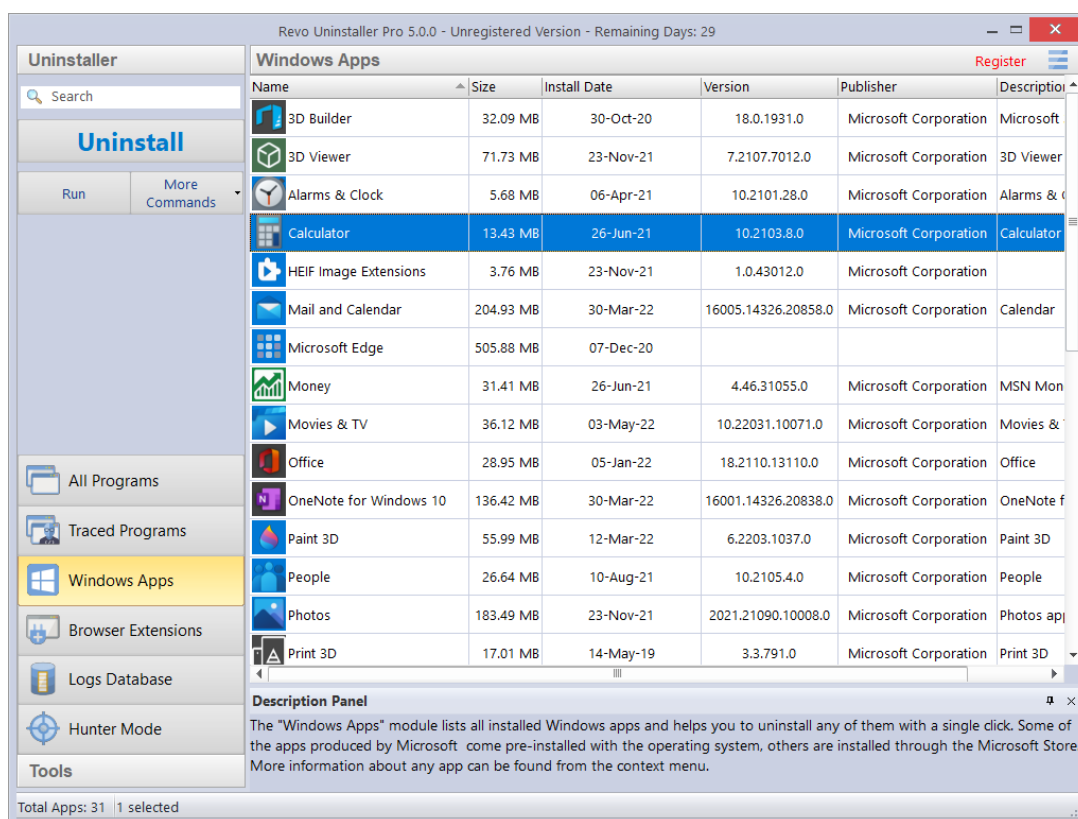 Revo Uninstaller Pro 5.0.0 - Unregistered Version - Remaining Days: 29
Uninstaller
Windows Apps
Register
Search
Uninstall
Run
More
Commands
All Programs
Traced Programs
Windows Apps
Browser Extensions
Logs Database
Hunter Mode
Tools
Name Size Install Date Version Publisher Description
3D Builder 32.09 MB 30-Oct-20 18.0.1931.0 Microsoft Corporation Microsoft
3D Viewer 71.73 MB 23-Nov-21 7.2107.7012.0 Microsoft Corporation 3D Viewer
Alarms & Clock 5.68 MB 06-Apr-21 10.2101.28.0 Microsoft Corporation Alarms &
Calculator 13.43 MB 26-Jun-21 10.2103.8.0 Microsoft Corporation Calculator
HEIF Image Extensions 3.76 MB 23-Nov-21 1.0.43012.0 Microsoft Corporation
Mail and Calendar 204.93 MB 30-Mar-22 16005.14326.20858.0 Microsoft Corporation Calendar
Microsoft Edge 505.88 MB 07-Dec-20
Money 31.41 MB 26-Jun-21 4.46.31055.0 Microsoft Corporation MSN Mon
Movies & TV 36.12 MB 03-May-22 10.22031.10071.0 Microsoft Corporation Movies &
Office 28.95 MB 05-Jan-22 18.2110.13110.0 Microsoft Corporation Office
OneNote for Windows 10 136.42 MB 30-Mar-22 16001.14326.20838.0 Microsoft Corporation OneNote f
Paint 3D 55.99 MB 12-Mar-22 6.2203.1037.0 Microsoft Corporation Paint 3D
People 26.64 MB 10-Aug-21 10.2105.4.0 Microsoft Corporation People
Photos 183.49 MB 23-Nov-21 2021.21090.10008.0 Microsoft Corporation Photos ap
Print 3D 17.01 MB 14-May-19 3.3.791.0 Microsoft Corporation Print 3D
Description Panel
The "Windows Apps" module lists all installed Windows apps and helps you to uninstall any of them with a single click. Some of
the apps produced by Microsoft come pre-installed with the operating system, others are installed through the Microsoft Store
More information about any app can be found from the context menu.
Total Apps: 31 1 selected